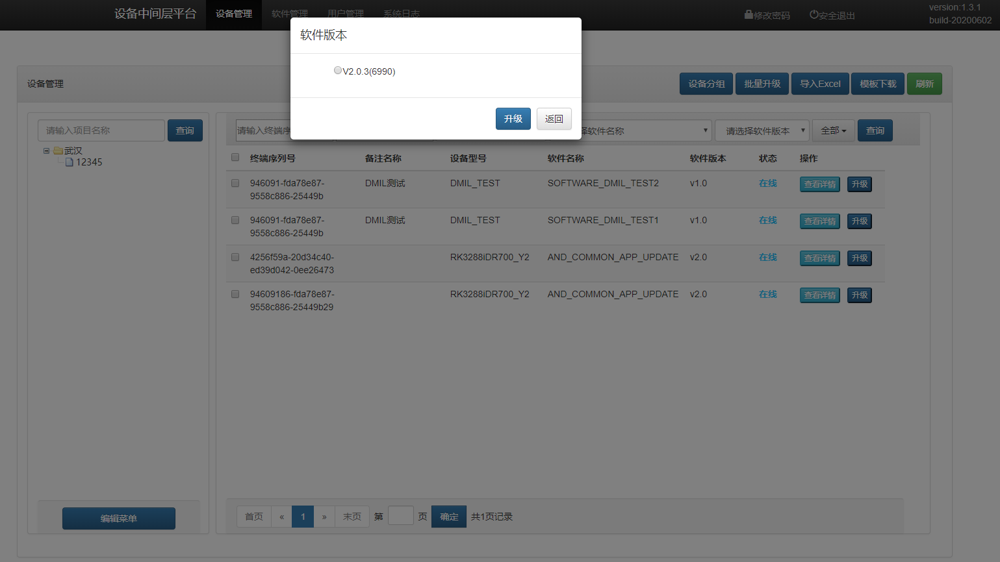 设备中间层平台
设备管理
软件管理
用户管理
系统日志
修改密码
安全退出
version:1.3.1
build-20200602
软件版本
V2.0.3(6990)
升级
返回
设备管理
设备分组
批量升级
导入Excel
模板下载
刷新
请输入项目名称
查询
武汉
12345
编辑菜单
请输入终端序
择软件名称
请选择软件版本
全部
查询
终端序列号 备注名称 设备型号 软件名称 软件版本 状态 操作
946091-fda78e87- DMIL测试 DMIL_TEST SOFTWARE_DMIL_TEST2 v1.0 在线 查看详情 升级
9558c886-25449b
946091-fda78e87- DMIL测试 DMIL_TEST SOFTWARE_DMIL_TEST1 v1.0 在线 查看详情 升级
9558c886-25449b
4256f59a-20d34c40- RK3288iDR700_Y2 AND_COMMON_APP_UPDATE v2.0 在线 查看详情 升级
ed39d042-0ee26473
94609186-fda78e87- RK3288iDR700_Y2 AND_COMMON_APP_UPDATE v2.0 在线 查看详情 升级
9558c886-25449b29
首页 « 1 » 末页 第 页 确定 共1页记录